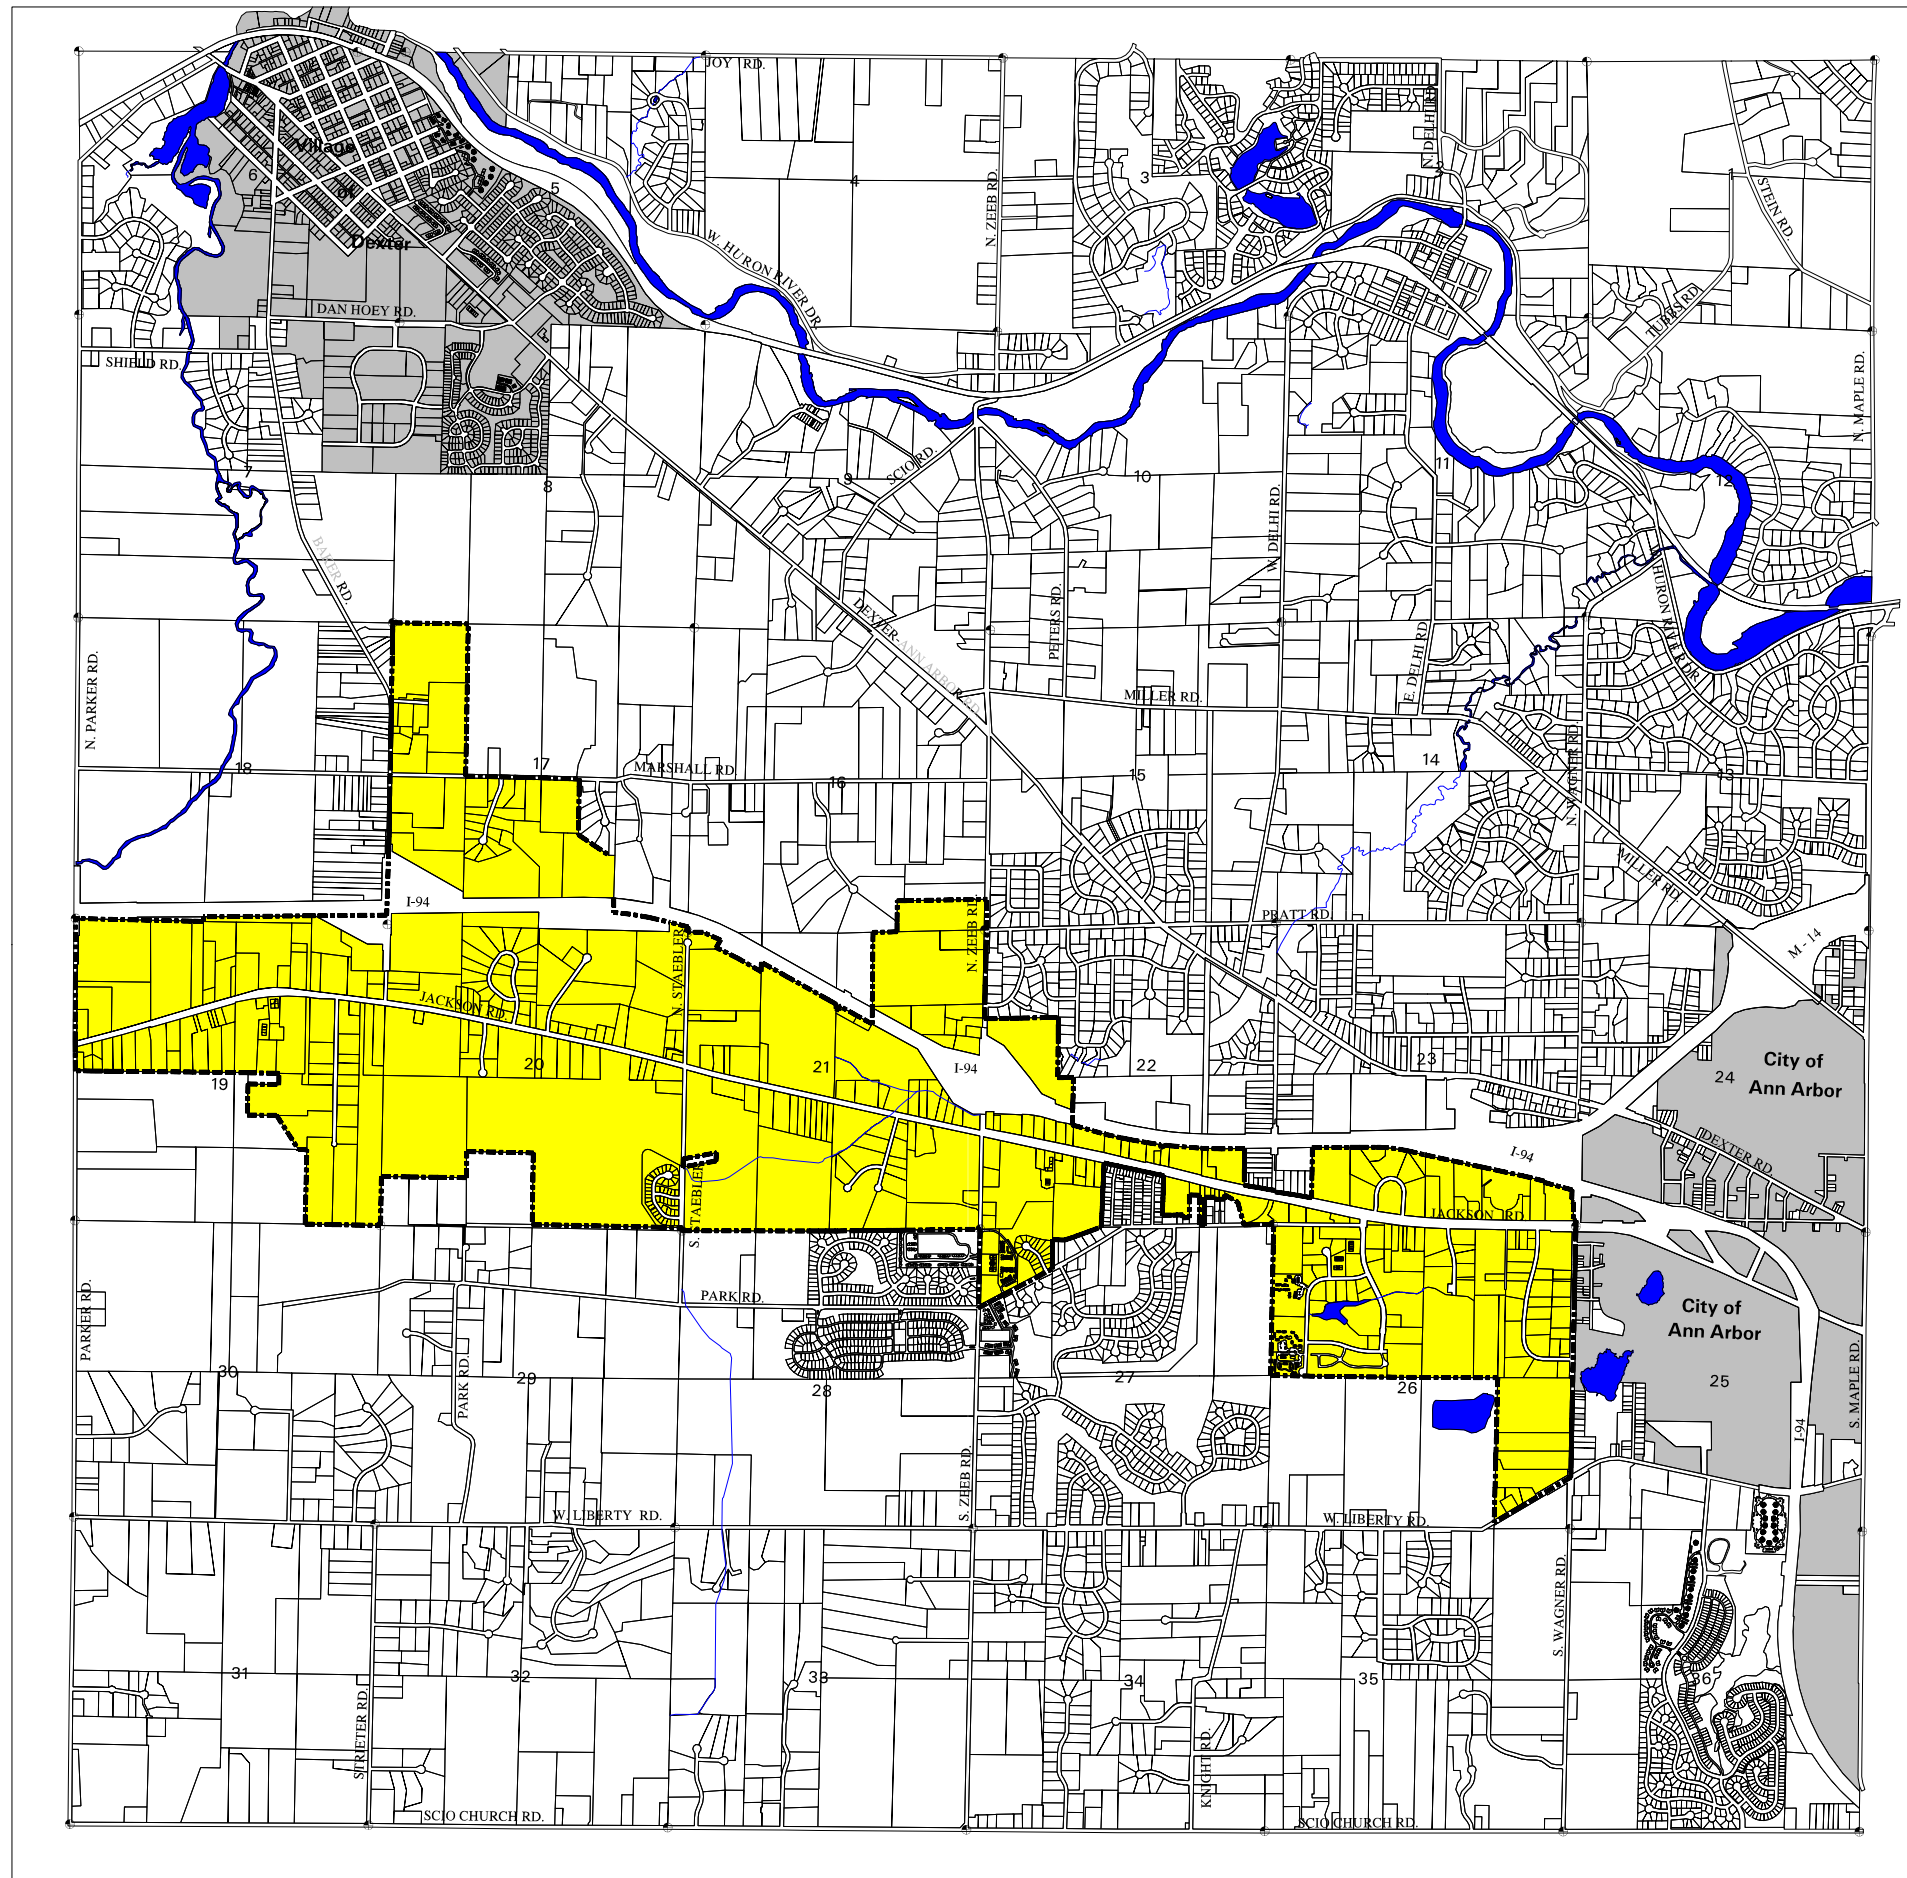 JOY RD.
Village
of
Dexter
6
5
4
3
2
1
N. DELHI RD.
N. ZEEB RD.
STEIN RD.
W. HURON RIVER DR.
DAN HOEY RD.
TUBBS RD.
SHIELD RD.
N. MAPLE RD.
7
8
9
SCIO RD.
10
11
12
BAKER RD.
W. DELHI RD.
PETERS RD.
DEXTER-ANN ARBOR RD.
W. HURON RIVER DR.
E. DELHI RD.
N. PARKER RD.
MILLER RD.
N. WAGNER RD.
18
17
MARSHALL RD.
16
15
14
13
MILLER RD.
I-94
N. ZEEB RD.
PRATT RD.
M - 14
N. STAEBLER
JACKSON RD.
19
20
21
I-94
22
23
24
City of
Ann Arbor
DEXTER RD.
I-94
S. STAEBLER
JACKSON RD.
PARKER RD.
PARK RD.
City of
Ann Arbor
30
PARK RD.
29
28
27
26
25
S. MAPLE RD.
I-94
S. ZEEB RD.
W. LIBERTY RD.
W. LIBERTY RD.
S. WAGNER RD.
31
32
33
34
35
36
STRIETER RD.
KNIGHT RD.
SCIO CHURCH RD.
SCIO CHURCH RD.